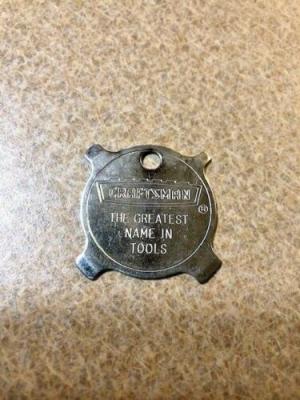 CRAFTSMAN
®
THE GREATEST
NAME IN
TOOLS